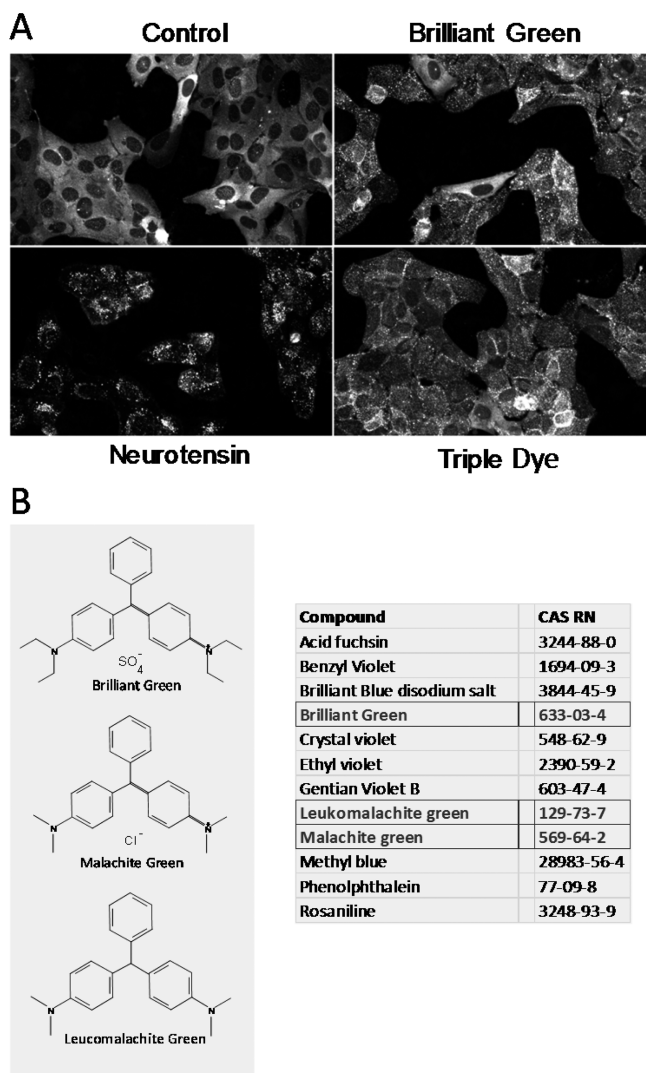 A
Control
Brilliant Green
Neurotensin
Triple Dye
B
N
N
+
SO4-
Brilliant Green
N
N
+
Cl-
Malachite Green
N
N
Leucomalachite Green
Compound CAS RN
Acid fuchsin 3244-88-0
Benzyl Violet 1694-09-3
Brilliant Blue disodium salt 3844-45-9
Brilliant Green 633-03-4
Crystal violet 548-62-9
Ethyl violet 2390-59-2
Gentian Violet B 603-47-4
Leukomalachite green 129-73-7
Malachite green 569-64-2
Methyl blue 28983-56-4
Phenolphthalein 77-09-8
Rosaniline 3248-93-9